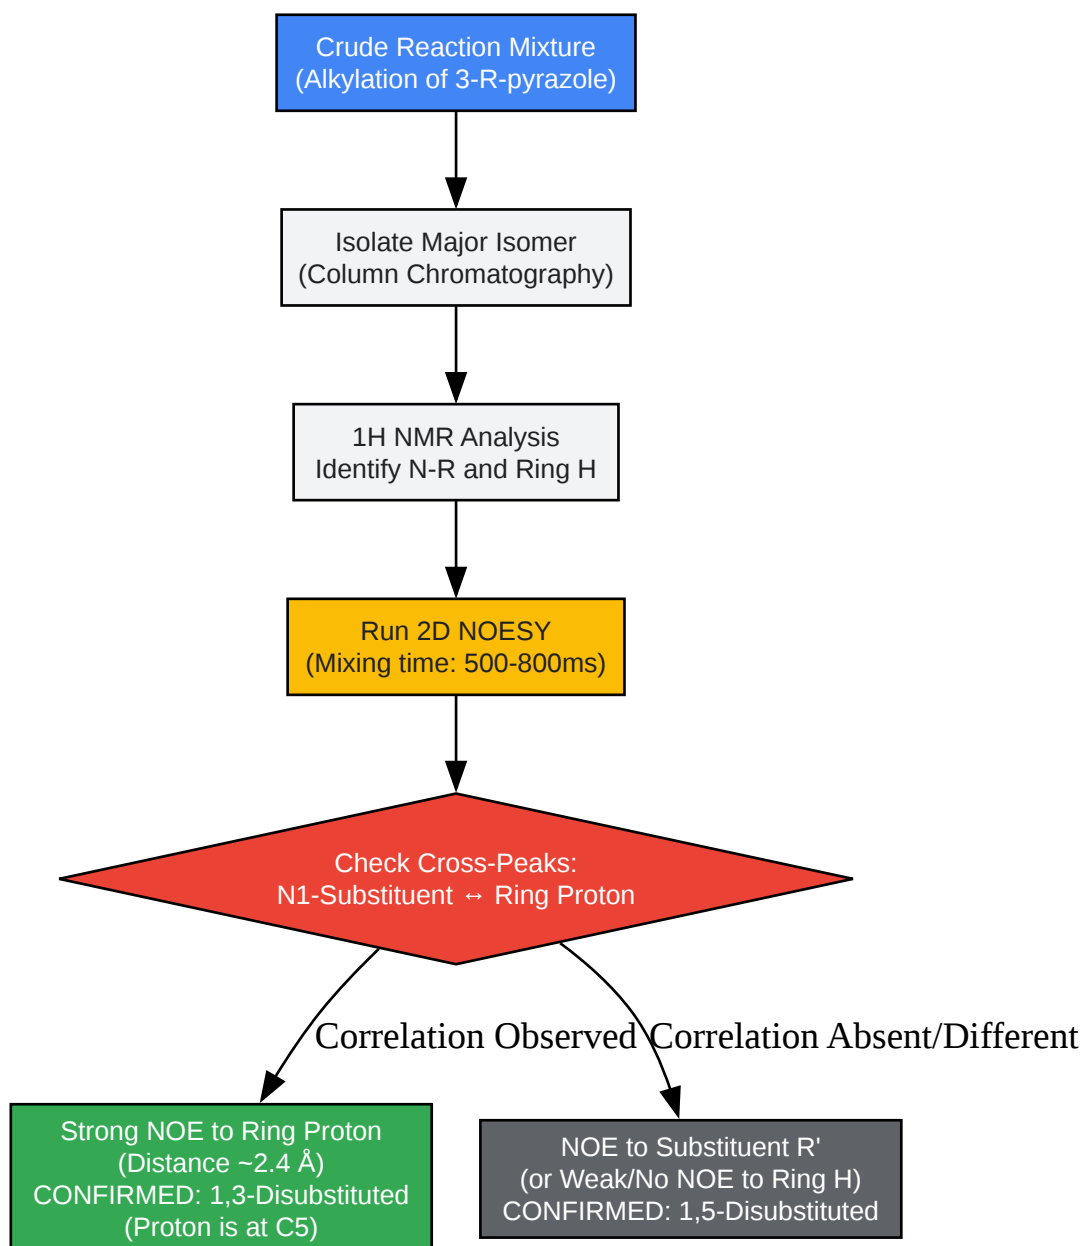 Crude Reaction Mixture
(Alkylation of 3-R-pyrazole)
Isolate Major Isomer
(Column Chromatography)
1H NMR Analysis
Identify N-R and Ring H
Run 2D NOESY
(Mixing time: 500-800ms)
Check Cross-Peaks:
N1-Substituent ↔ Ring Proton
Correlation Observed
Correlation Absent/Different
Strong NOE to Ring Proton
(Distance ~2.4 Å)
CONFIRMED: 1,3-Disubstituted
(Proton is at C5)
NOE to Substituent R'
(or Weak/No NOE to Ring H)
CONFIRMED: 1,5-Disubstituted